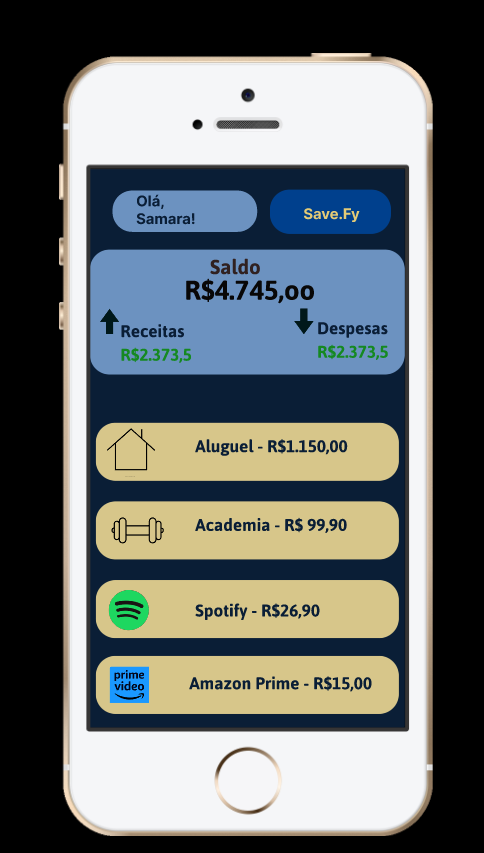 Olá,
Samara!
Save.Fy
Saldo
R$4.745,oo
Receitas
R$2.373,5
Despesas
R$2.373,5
Aluguel - R$1.150,00
Academia - R$ 99,90
Spotify - R$26,90
prime
video
Amazon Prime - R$15,00